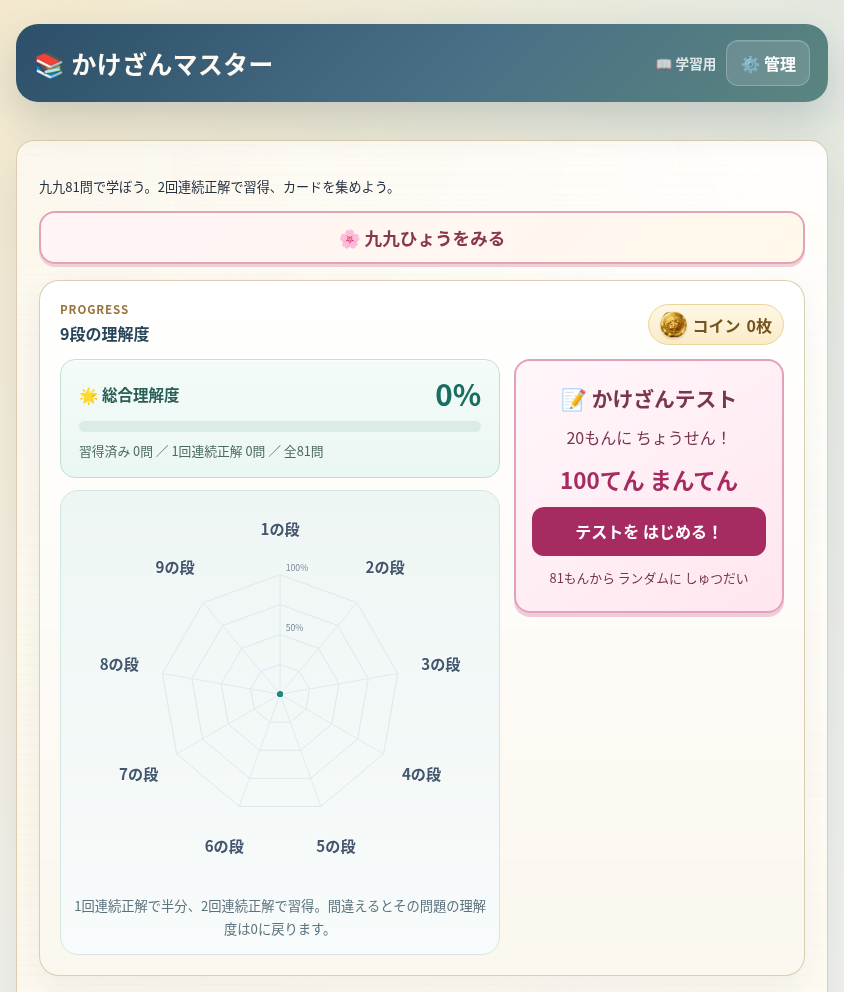 📚 かけざんマスター
📖 学習用
⚙️ 管理
九九81問で学ぼう。2回連続正解で習得、カードを集めよう。
🌸 九九ひょうをみる
PROGRESS
9段の理解度
コイン 0枚
🌟 総合理解度
0%
習得済み 0問 ／ 1回連続正解 0問 ／ 全81問
1の段
2の段
3の段
4の段
5の段
6の段
7の段
8の段
9の段
100%
50%
1回連続正解で半分、2回連続正解で習得。間違えるとその問題の理解
度は0に戻ります。
📝 かけざんテスト
20もんに ちょうせん！
100てん まんてん
テストを はじめる！
81もんから ランダムに しゅつだい